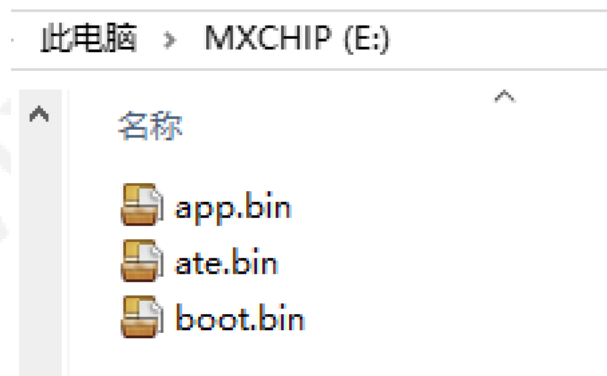 此电脑 › MXCHIP (E:)
名称
app.bin
ate.bin
boot.bin